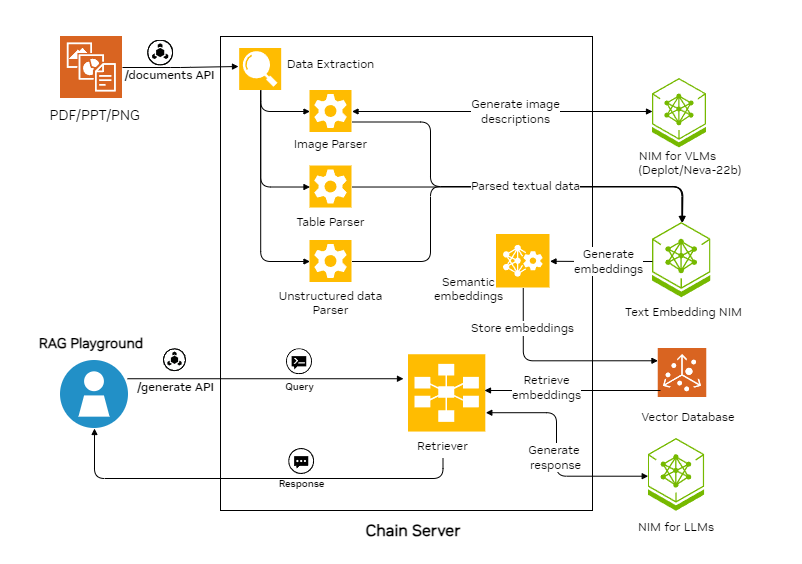 Data Extraction
/documents API
PDF/PPT/PNG
Generate image
descriptions
Image Parser
NIM for VLMs
(Deplot/Neva-22b)
Parsed textual data
Table Parser
Generate
embeddings
Semantic
embeddings
Unstructured data
Parser
Text Embedding NIM
Store embeddings
RAG Playground
/generate API
Query
Retrieve
embeddings
Vector Database
Retriever
Generate
response
Response
NIM for LLMs
Chain Server